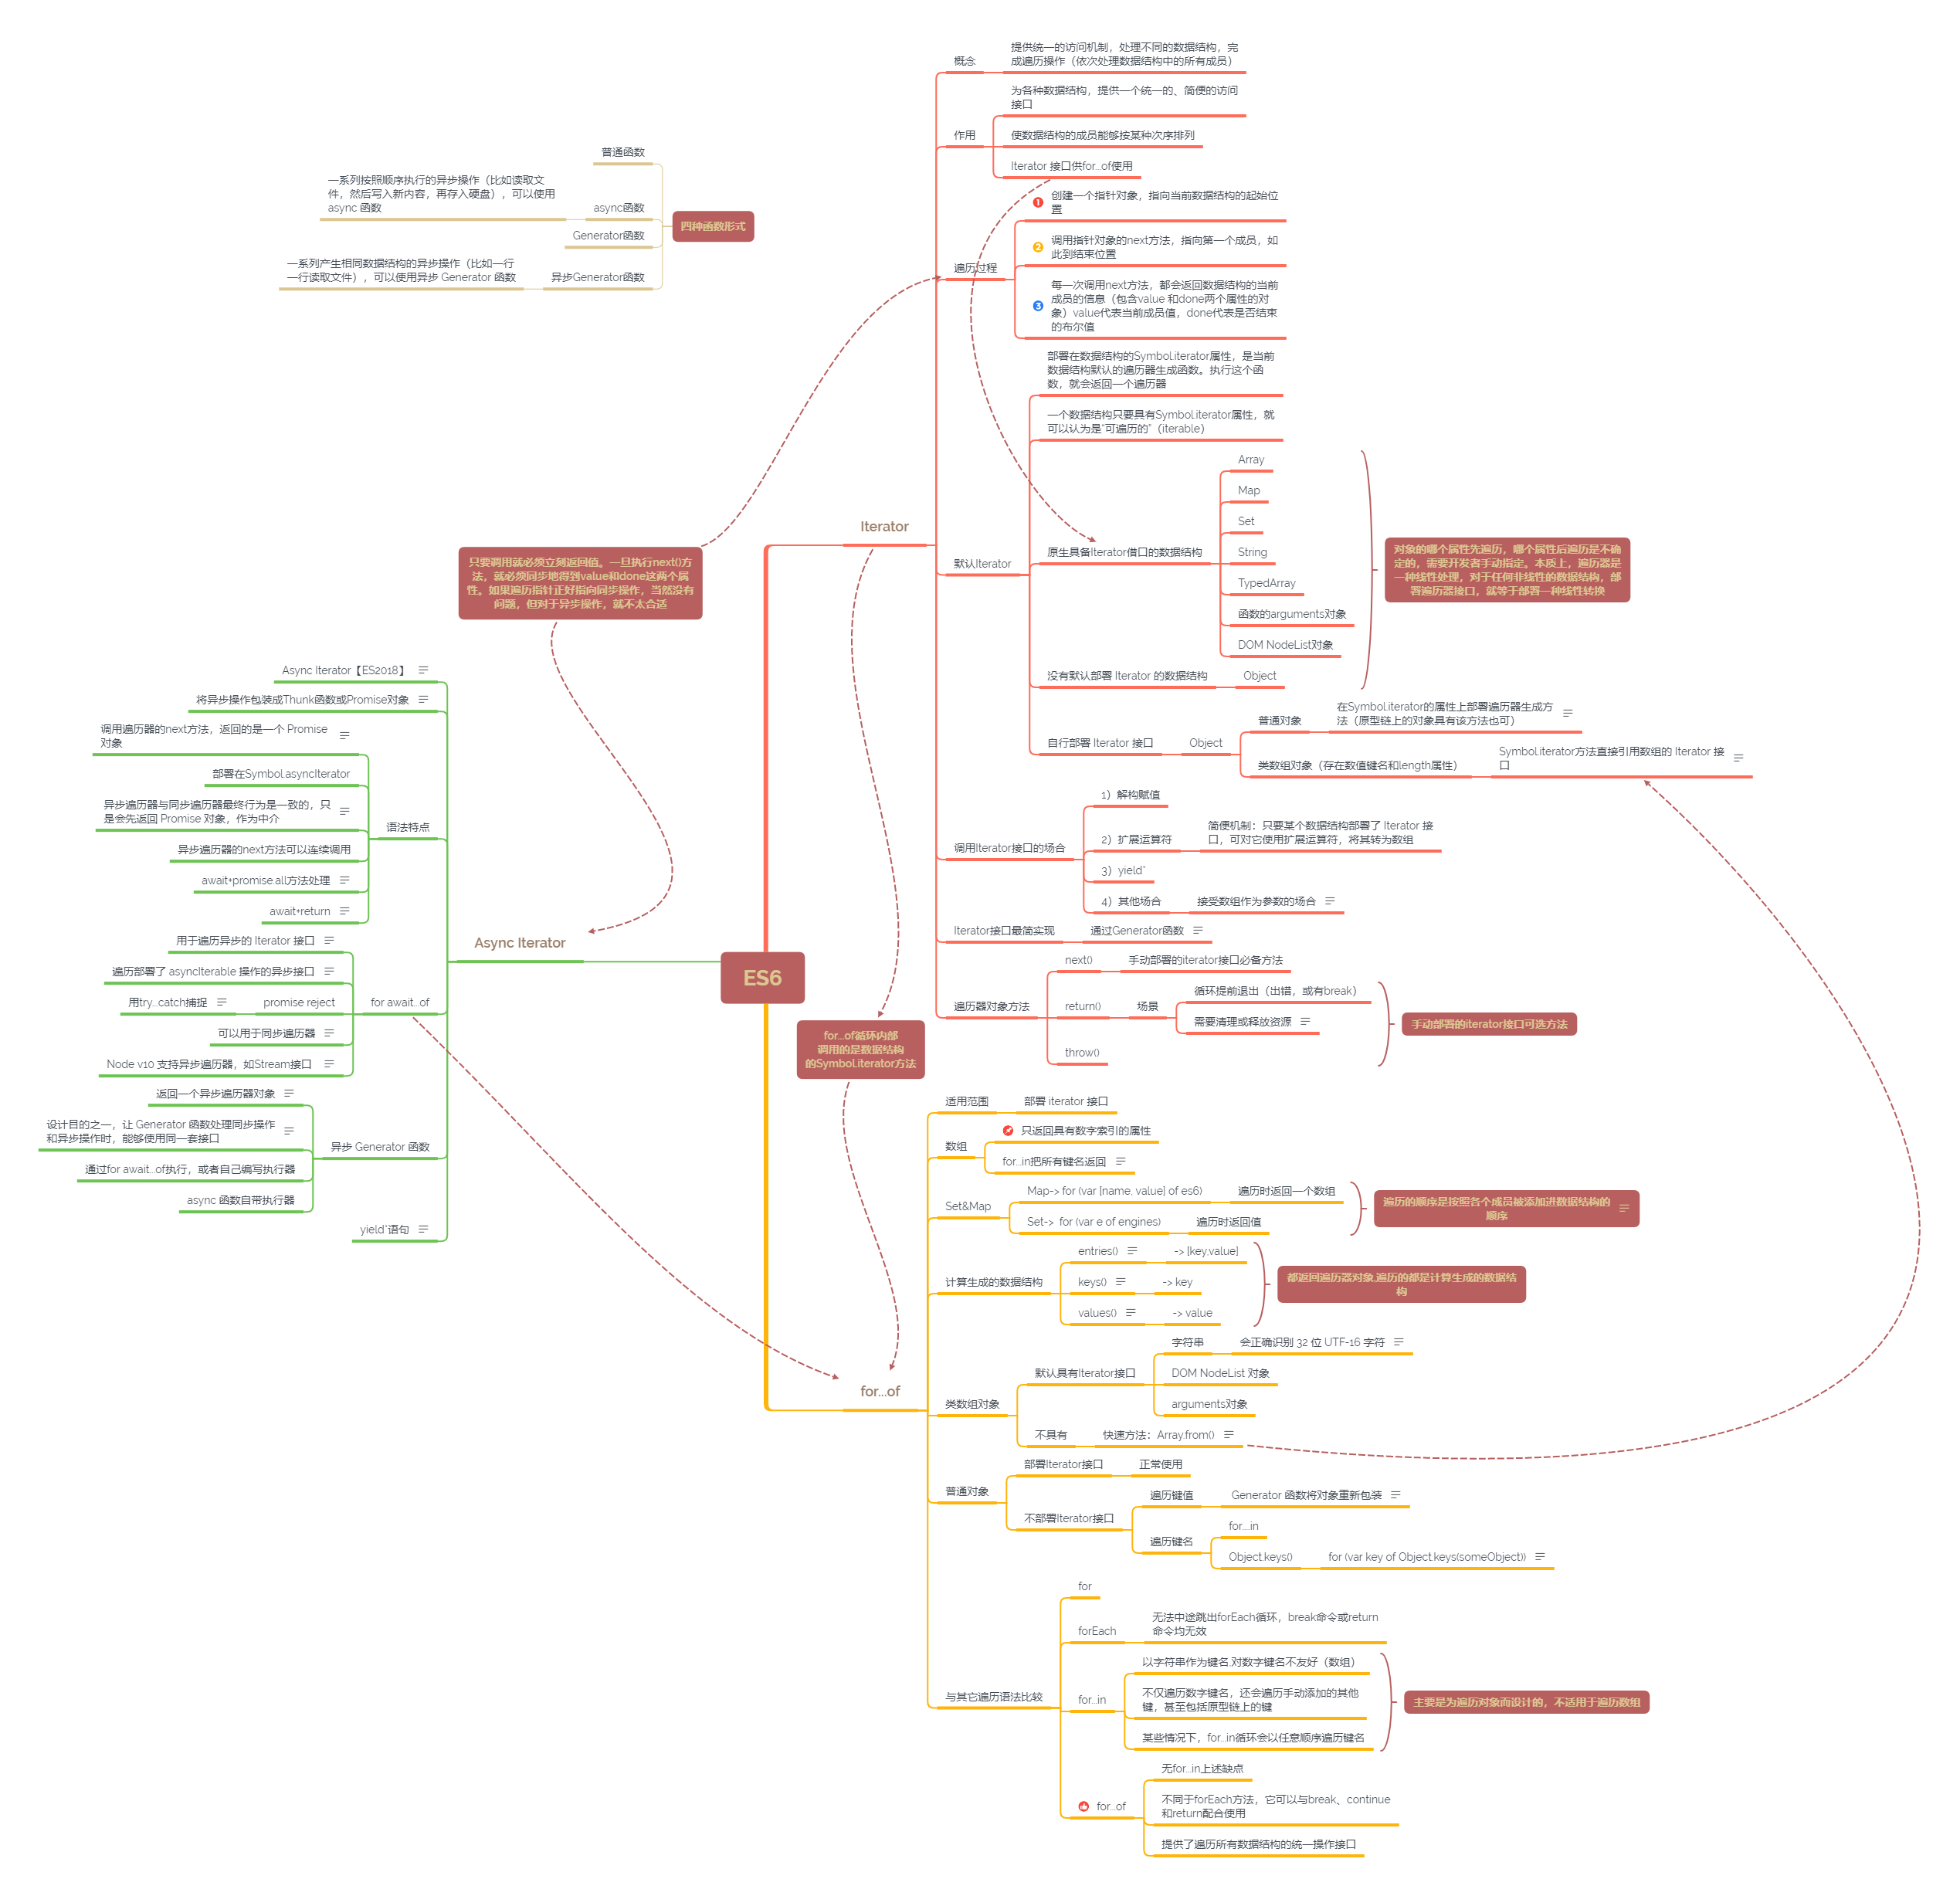 ES6
Iterator
概念
提供统一的访问机制，处理不同的数据结构，完
成遍历操作（依次处理数据结构中的所有成员）
作用
为各种数据结构，提供一个统一的、简便的访问
接口
使数据结构的成员能够按某种次序排列
Iterator 接口供for...of使用
遍历过程
1 创建一个指针对象，指向当前数据结构的起始位
置
2 调用指针对象的next方法，指向第一个成员，如
此到结束位置
3 每一次调用next方法，都会返回数据结构的当前
成员的信息（包含value 和done两个属性的对
象）value代表当前成员值，done代表是否结束
的布尔值
默认Iterator
部署在数据结构的Symbol.iterator属性，是当前
数据结构默认的遍历器生成函数。执行这个函
数，就会返回一个遍历器
一个数据结构只要具有Symbol.iterator属性，就
可以认为是“可遍历的”（iterable）
原生具备Iterator借口的数据结构
Array
Map
Set
String
TypedArray
函数的arguments对象
DOM NodeList对象
没有默认部署 Iterator 的数据结构
Object
对象的哪个属性先遍历，哪个属性后遍历是不确
定的，需要开发者手动指定。本质上，遍历器是
一种线性处理，对于任何非线性的数据结构，部
署遍历器接口，就等于部署一种线性转换
自行部署 Iterator 接口
Object
普通对象
在Symbol.iterator的属性上部署遍历器生成方
法（原型链上的对象具有该方法也可）
类数组对象（存在数值键名和length属性）
Symbol.iterator方法直接引用数组的 Iterator 接
口
调用Iterator接口的场合
1）解构赋值
2）扩展运算符
简便机制：只要某个数据结构部署了 Iterator 接
口，可对它使用扩展运算符，将其转为数组
3）yield*
4）其他场合
接受数组作为参数的场合
Iterator接口最简实现
通过Generator函数
遍历器对象方法
next()
手动部署的iterator接口必备方法
return()
场景
循环提前退出（出错，或有break）
需要清理或释放资源
throw()
手动部署的iterator接口可选方法
for...of循环内部
调用的是数据结构
的Symbol.iterator方法
for...of
适用范围
部署 iterator 接口
数组
只返回具有数字索引的属性
for...in把所有键名返回
Set&Map
Map-> for (var [name, value] of es6)
遍历时返回一个数组
Set-> for (var e of engines)
遍历时返回值
遍历的顺序是按照各个成员被添加进数据结构的
顺序
计算生成的数据结构
entries()
-> [key,value]
keys()
-> key
values()
-> value
都返回遍历器对象,遍历的都是计算生成的数据结
构
类数组对象
默认具有Iterator接口
字符串
会正确识别 32 位 UTF-16 字符
DOM NodeList 对象
arguments对象
不具有
快速方法：Array.from()
普通对象
部署Iterator接口
正常使用
不部署Iterator接口
遍历键值
Generator 函数将对象重新包装
遍历键名
for...in
Object.keys()
for (var key of Object.keys(someObject))
与其它遍历语法比较
for
forEach
无法中途跳出forEach循环，break命令或return
命令均无效
for...in
以字符串作为键名,对数字键名不友好（数组）
不仅遍历数字键名，还会遍历手动添加的其他
键，甚至包括原型链上的键
某些情况下，for...in循环会以任意顺序遍历键名
主要是为遍历对象而设计的，不适用于遍历数组
for...of
无for...in上述缺点
不同于forEach方法，它可以与break、continue
和return配合使用
提供了遍历所有数据结构的统一操作接口
四种函数形式
普通函数
async函数
一系列按照顺序执行的异步操作（比如读取文
件，然后写入新内容，再存入硬盘），可以使用
async 函数
Generator函数
异步Generator函数
一系列产生相同数据结构的异步操作（比如一行
一行读取文件），可以使用异步 Generator 函数
只要调用就必须立刻返回值。一旦执行next()方
法，就必须同步地得到value和done这两个属
性。如果遍历指针正好指向同步操作，当然没有
问题，但对于异步操作，就不太合适
Async Iterator
Async Iterator【ES2018】
将异步操作包装成Thunk函数或Promise对象
语法特点
调用遍历器的next方法，返回的是一个 Promise
对象
部署在Symbol.asyncIterator
异步遍历器与同步遍历器最终行为是一致的，只
是会先返回 Promise 对象，作为中介
异步遍历器的next方法可以连续调用
await+promise.all方法处理
await+return
for await...of
用于遍历异步的 Iterator 接口
遍历部署了 asyncIterable 操作的异步接口
promise reject
用try...catch捕捉
可以用于同步遍历器
Node v10 支持异步遍历器，如Stream接口
异步 Generator 函数
返回一个异步遍历器对象
设计目的之一，让 Generator 函数处理同步操作
和异步操作时，能够使用同一套接口
通过for await...of执行，或者自己编写执行器
async 函数自带执行器
yield*语句